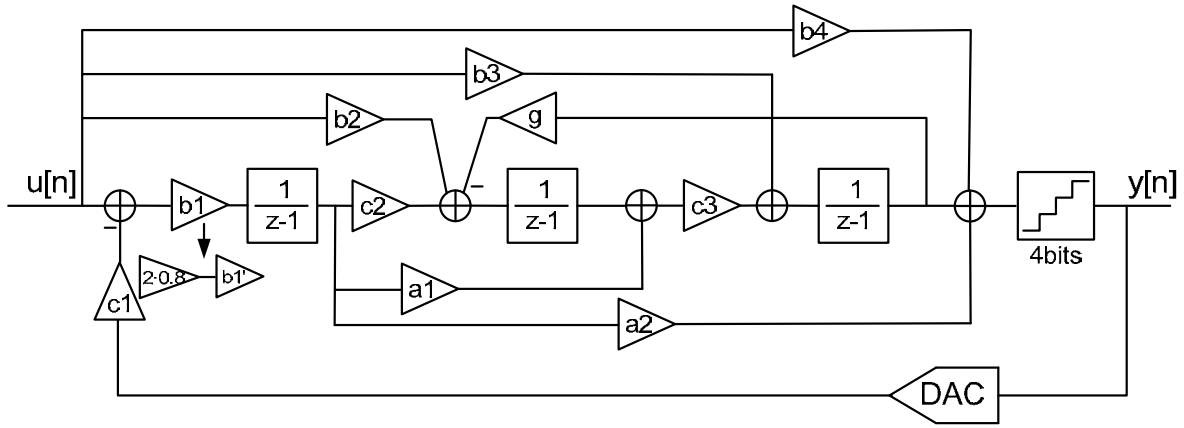 b4
b3
b2
g
u[n]
y[n]
b1
1
z-1
c2
1
z-1
c3
1
z-1
4bits
2·0.8
b1'
c1
a1
a2
DAC